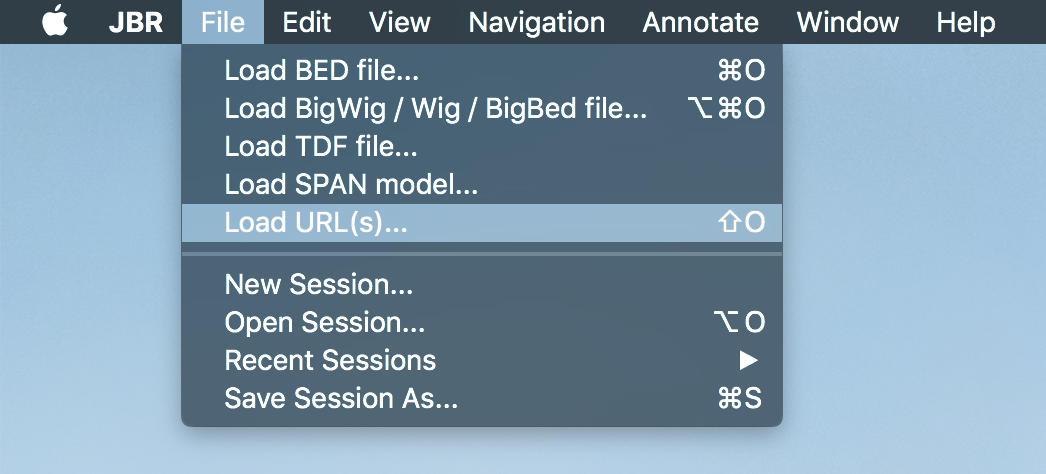 JBR File Edit View Navigation Annotate Window Help
Load BED file... ⌘O
Load BigWig / Wig / BigBed file... ⌥⌘O
Load TDF file...
Load SPAN model...
Load URL(s)... ⇧O
New Session...
Open Session... ⌥O
Recent Sessions ▶
Save Session As... ⌘S